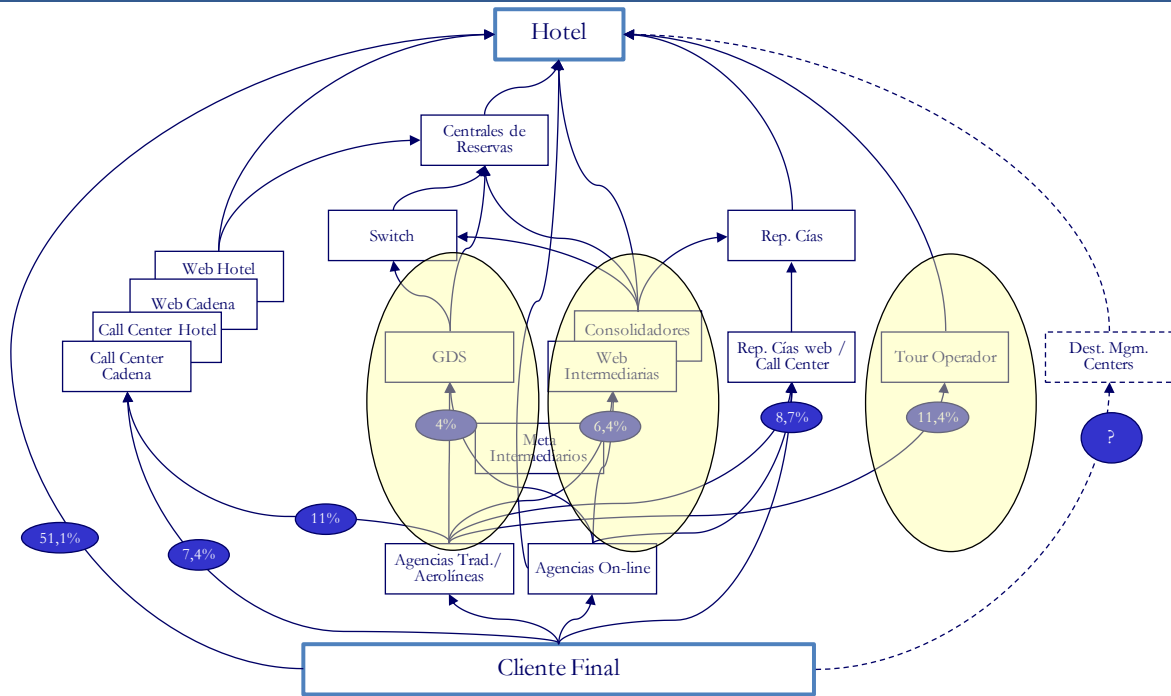 Hotel
Centrales de
Reservas
Switch
Rep. Cías
Web Hotel
Web Cadena
Call Center Hotel
Call Center
Cadena
GDS
Consolidadores
Web
Intermediarias
Rep. Cías web /
Call Center
Tour Operador
Dest. Mgm.
Centers
4%
6,4%
8,7%
11,4%
?
Meta
Intermediarios
11%
51,1%
7,4%
Agencias Trad./
Aerolíneas
Agencias On-line
Cliente Final